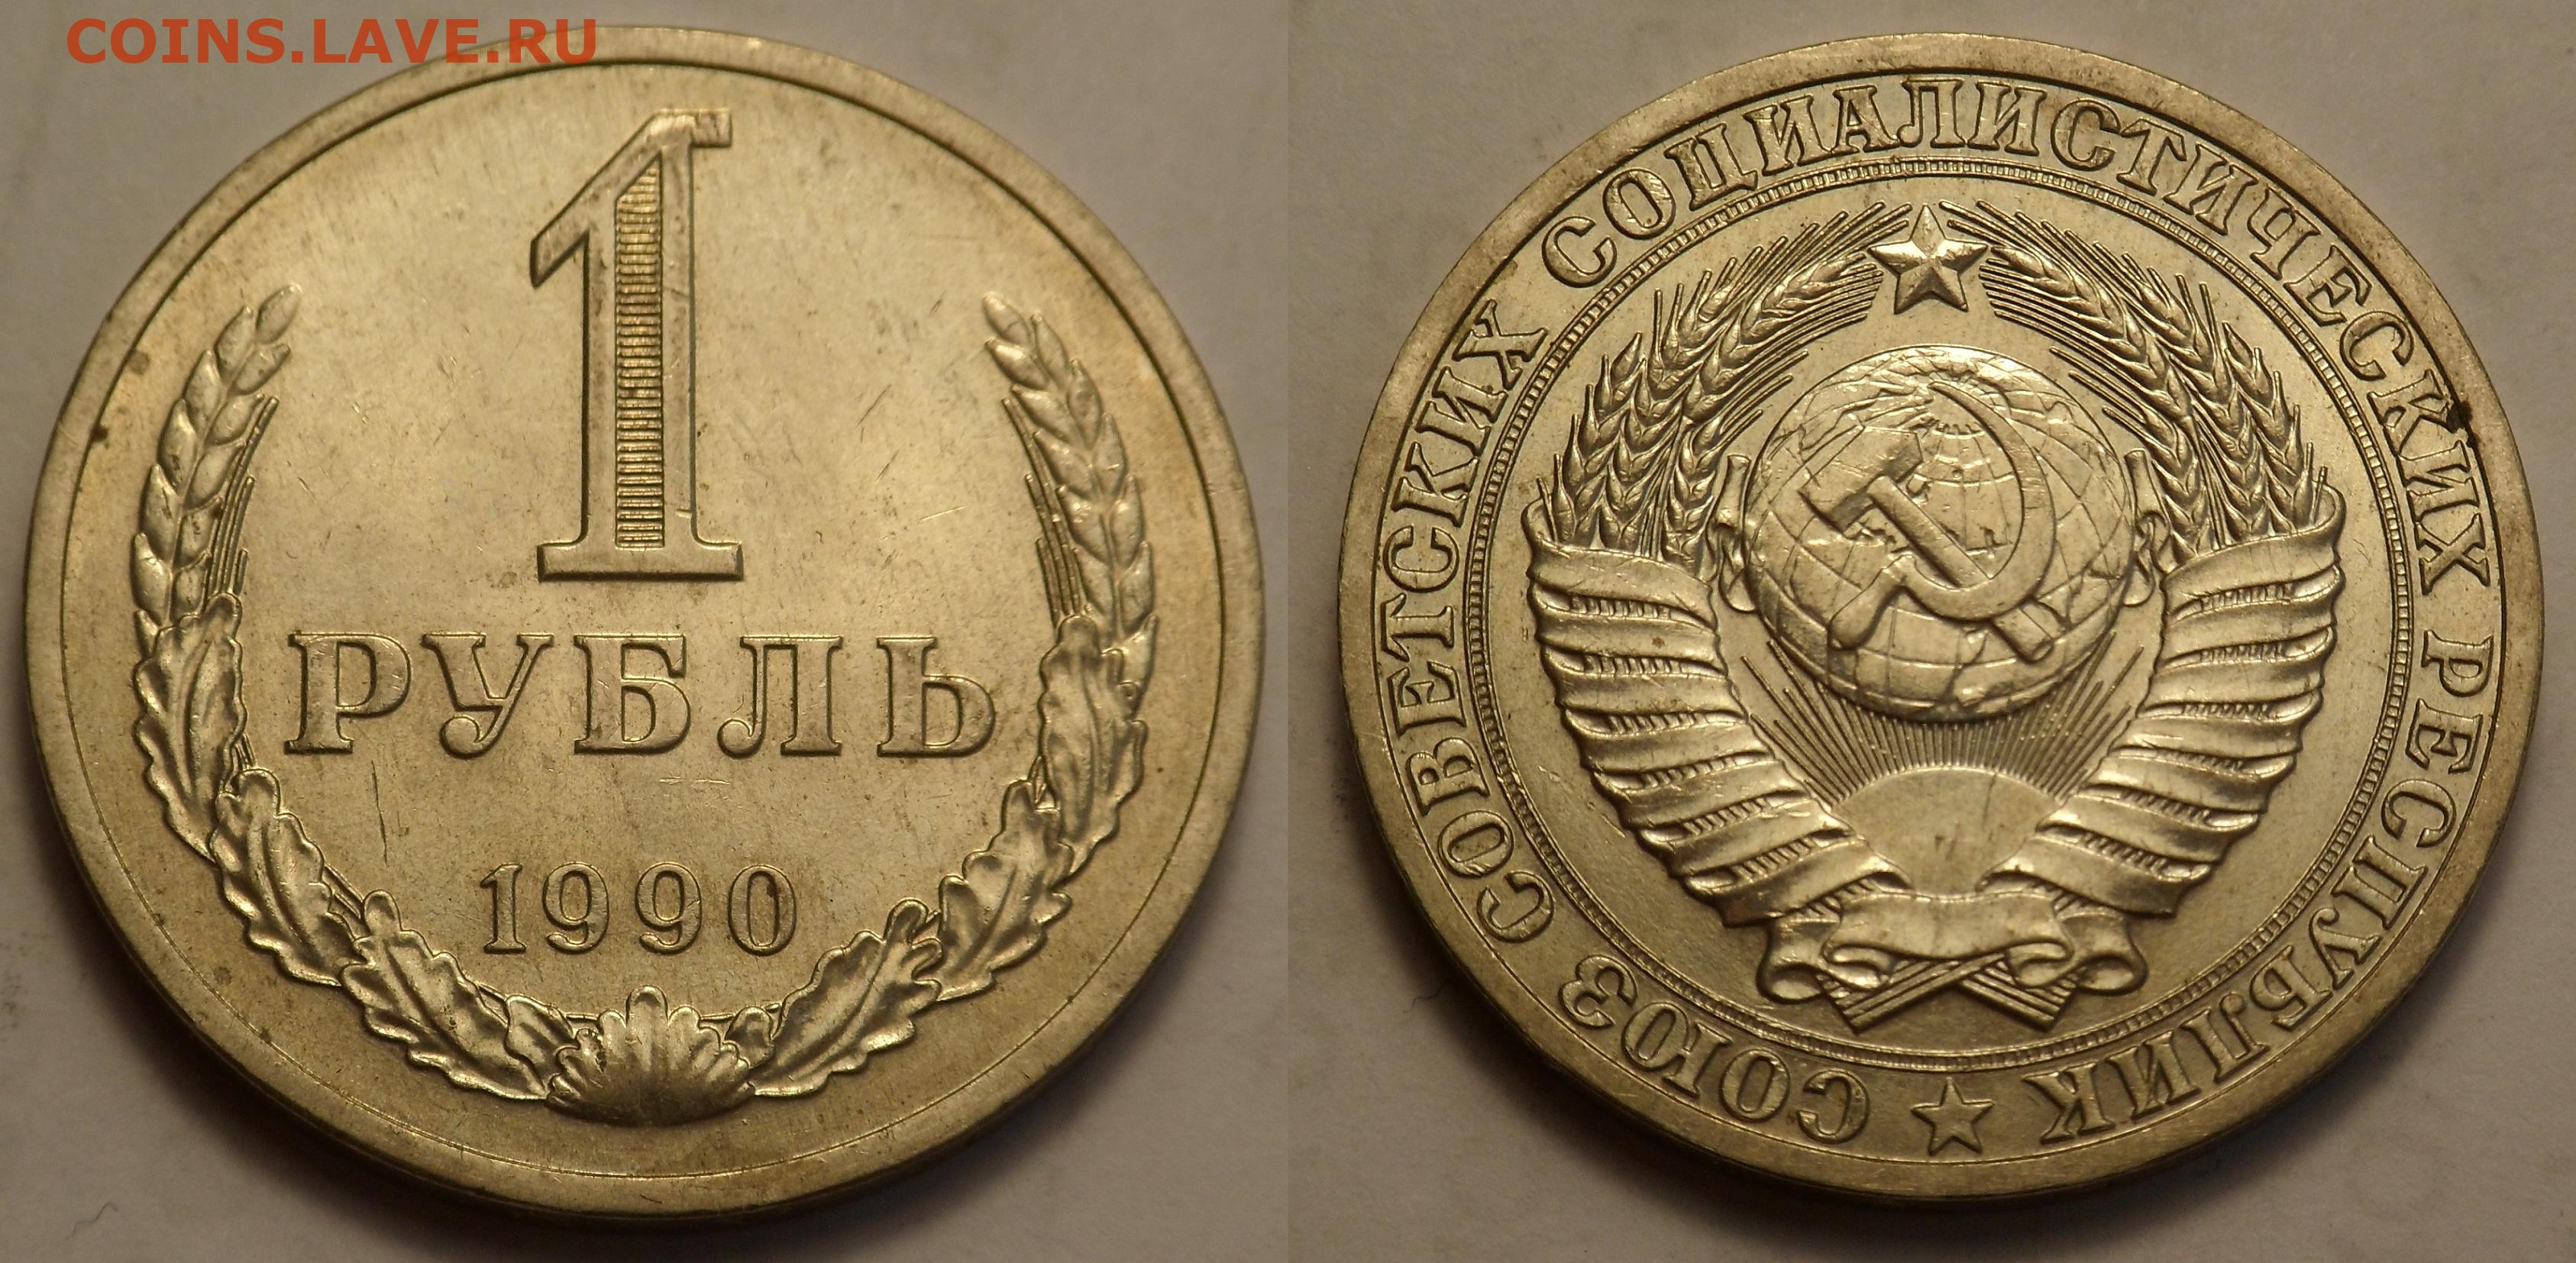 COINS.LAVE.RU
1
РУБЛЬ
1990
СОЮЗ СОВЕТСКИХ СОЦИАЛИСТИЧЕСКИХ РЕСПУБЛИК